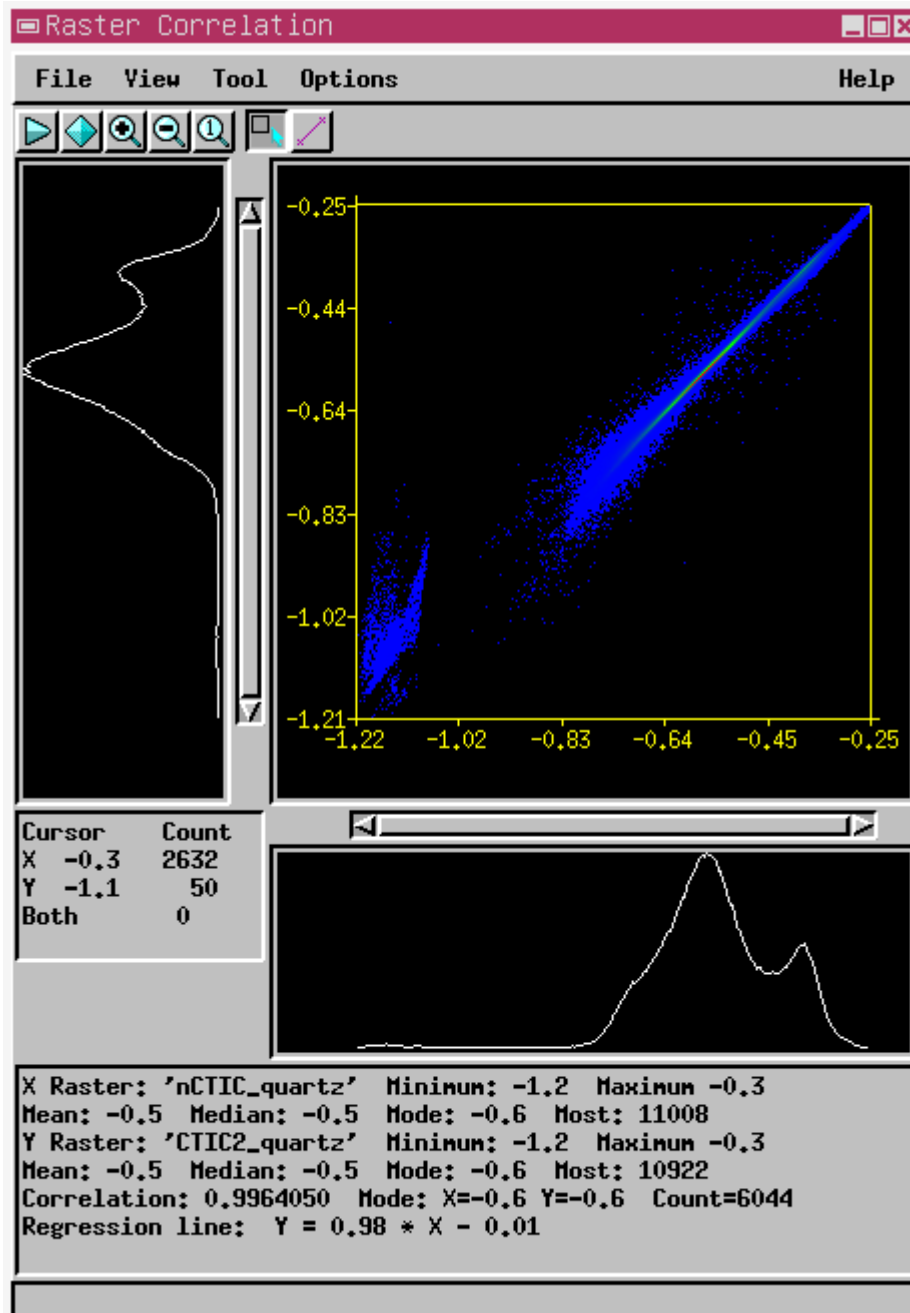 Raster Correlation
File View Tool Options Help
1
-0.25
-0.44
-0.64
-0.83
-1.02
-1.21
-1.22 -1.02 -0.83 -0.64 -0.45 -0.25
Cursor Count
X -0.3 2632
Y -1.1 50
Both 0
X Raster: 'nCTIC_quartz' Minimum: -1.2 Maximum -0.3
Mean: -0.5 Median: -0.5 Mode: -0.6 Most: 11008
Y Raster: 'CTIC2_quartz' Minimum: -1.2 Maximum -0.3
Mean: -0.5 Median: -0.5 Mode: -0.6 Most: 10922
Correlation: 0.9964050 Mode: X=-0.6 Y=-0.6 Count=6044
Regression line: Y = 0.98 * X - 0.01